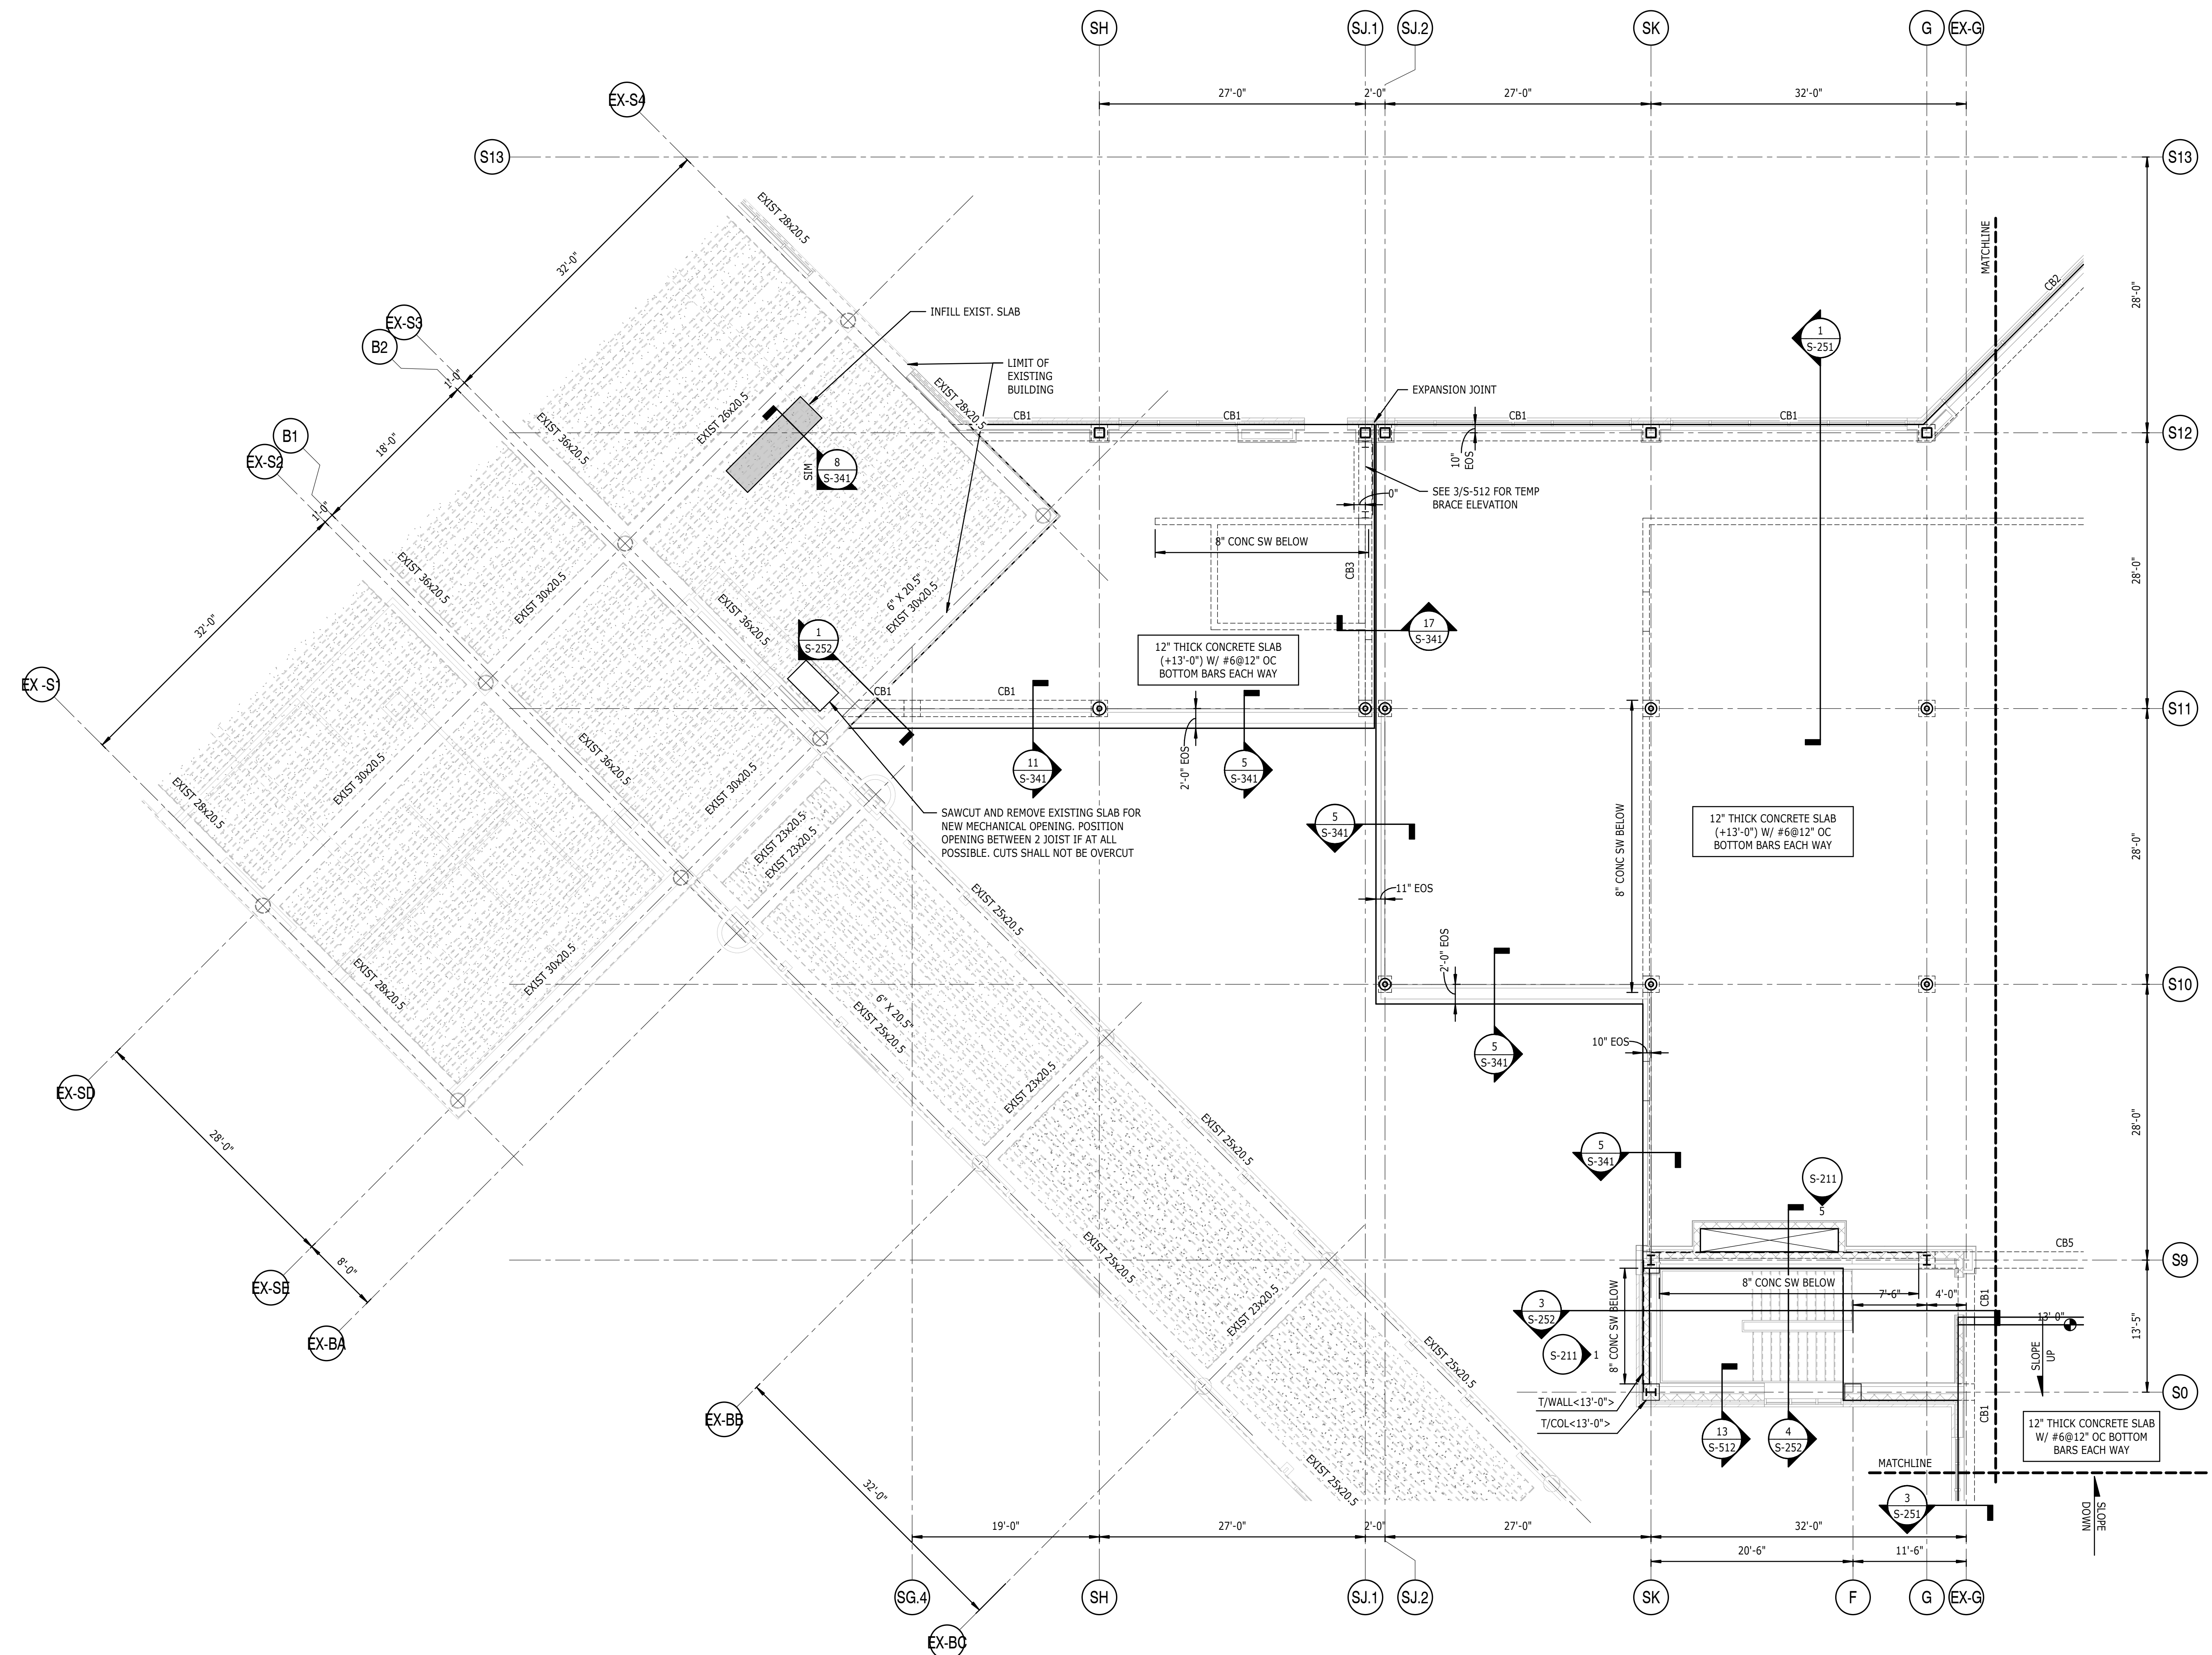 SH
SJ.1
SJ.2
SK
G
EX-G
27'-0"
2'-0"
27'-0"
32'-0"
EX-S4
S13
S13
EXIST 28x20.5
32'-0"
MATCHLINE
CB2
28'-0"
INFILL EXIST. SLAB
EX-S3
B2
1
S-251
LIMIT OF
EXISTING
BUILDING
EXPANSION JOINT
1'-0"
EXIST 28x20.5
EXIST 26x20.5
EXIST 36x20.5
CB1
CB1
CB1
CB1
S12
18'-0"
B1
EX-S2
8
S-341
SIM
10"
EOS
SEE 3/S-512 FOR TEMP
BRACE ELEVATION
0"
1'-0"
8" CONC SW BELOW
CB3
28'-0"
EXIST 36x20.5
EXIST 30x20.5
EXIST 36x20.5
6" X 20.5"
EXIST 30x20.5
32'-0"
1
S-252
17
S-341
12" THICK CONCRETE SLAB
(+13'-0") W/ #6@12" OC
BOTTOM BARS EACH WAY
EX -S1
CB1
CB1
S11
EXIST 36x20.5
EXIST 30x20.5
EXIST 30x20.5
EXIST 28x20.5
11
S-341
2'-0" EOS
5
S-341
SAWCUT AND REMOVE EXISTING SLAB FOR
NEW MECHANICAL OPENING. POSITION
OPENING BETWEEN 2 JOIST IF AT ALL
POSSIBLE. CUTS SHALL NOT BE OVERCUT
5
S-341
8" CONC SW BELOW
12" THICK CONCRETE SLAB
(+13'-0") W/ #6@12" OC
BOTTOM BARS EACH WAY
28'-0"
EXIST 23x20.5
EXIST 23x20.5
11" EOS
EXIST 25x20.5
2'-0" EOS
EXIST 30x20.5
EXIST 28x20.5
S10
6" X 20.5"
EXIST 25x20.5
5
S-341
10" EOS
EX-SD
EXIST 23x20.5
28'-0"
28'-0"
EXIST 25x20.5
5
S-341
S-211
5
8'-0"
EXIST 25x20.5
CB5
S9
EX-SE
EXIST 23x20.5
8" CONC SW BELOW
8" CONC SW BELOW
7'-6"
4'-0"
CB1
3
S-252
13'-0"
13'-5"
EX-BA
S-211
1
SLOPE
UP
EXIST 25x20.5
T/WALL<13'-0">
T/COL<13'-0">
S0
EX-BB
CB1
13
S-512
4
S-252
12" THICK CONCRETE SLAB
W/ #6@12" OC BOTTOM
BARS EACH WAY
MATCHLINE
EXIST 25x20.5
32'-0"
3
S-251
SLOPE
DOWN
19'-0"
27'-0"
2'-0"
27'-0"
32'-0"
20'-6"
11'-6"
SG.4
SH
SJ.1
SJ.2
SK
F
G
EX-G
EX-BC